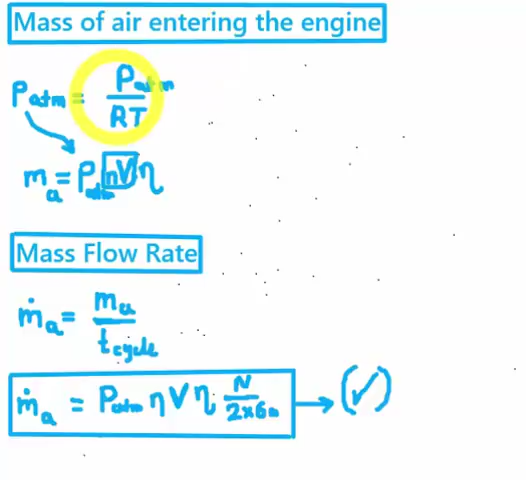 Mass of air entering the engine
Patm = Patm/RT
ma = Patm nV η
Mass Flow Rate
ṁa = ma/tcycle
ṁa = Patm η V η N/2x60 → (✓)